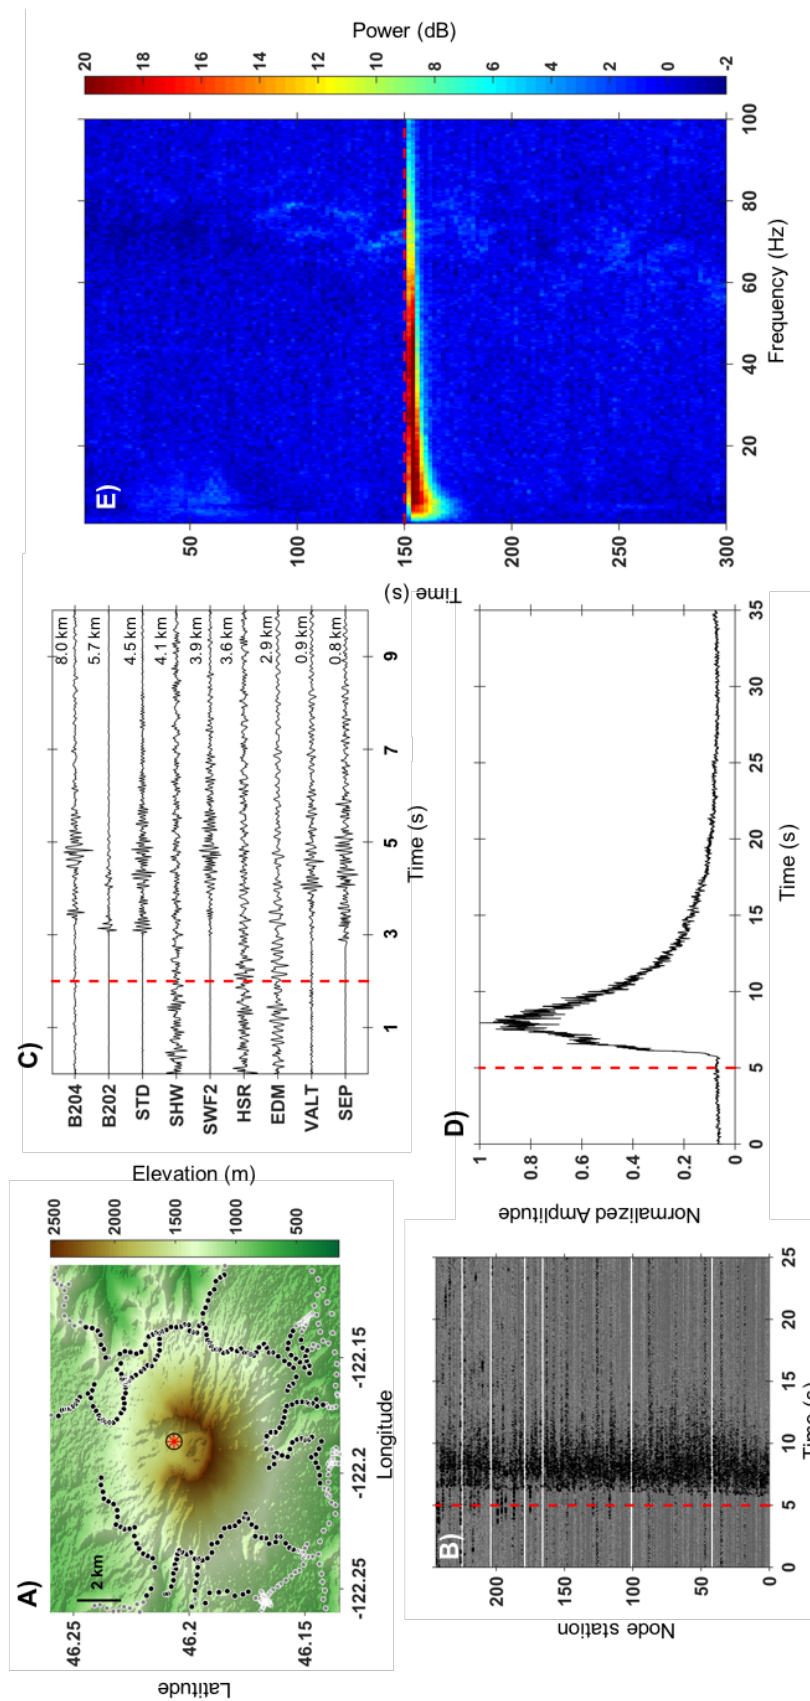 A)
2 km
46.25
46.2
46.15
Latitude
-122.25
-122.2
-122.15
Longitude
2500
2000
1500
1000
500
Elevation (m)
B)
200
150
100
50
0
Node station
0
5
10
15
20
25
Time (s)
C)
B204
B202
STD
SHW
SWF2
HSR
EDM
VALT
SEP
8.0 km
5.7 km
4.5 km
4.1 km
3.9 km
3.6 km
2.9 km
0.9 km
0.8 km
1
3
5
7
9
Time (s)
D)
1
0.8
0.6
0.4
0.2
0
Normalized Amplitude
0
5
10
15
20
25
30
35
Time (s)
E)
50
100
150
200
250
300
Time (s)
20
40
60
80
100
Frequency (Hz)
20
18
16
14
12
10
8
6
4
2
0
-2
Power (dB)